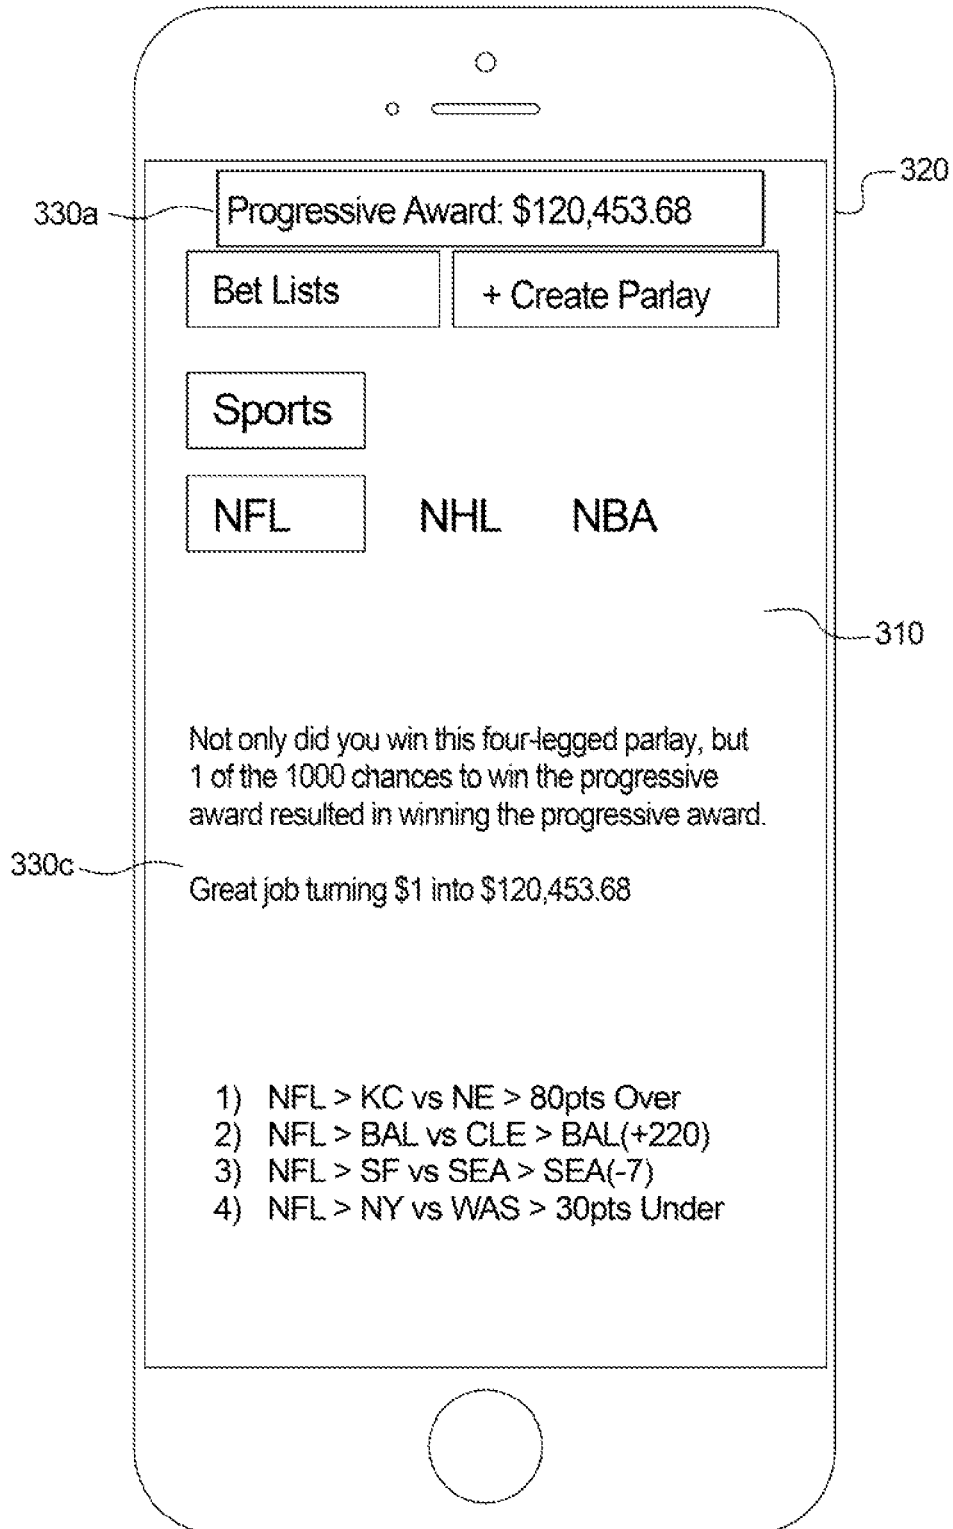 320
330a
Progressive Award: $120,453.68
Bet Lists
+ Create Parlay
Sports
NFL NHL NBA
310
Not only did you win this four-legged parlay, but
1 of the 1000 chances to win the progressive
award resulted in winning the progressive award.
330c
Great job turning $1 into $120,453.68
1) NFL > KC vs NE > 80pts Over
2) NFL > BAL vs CLE > BAL(+220)
3) NFL > SF vs SEA > SEA(-7)
4) NFL > NY vs WAS > 30pts Under